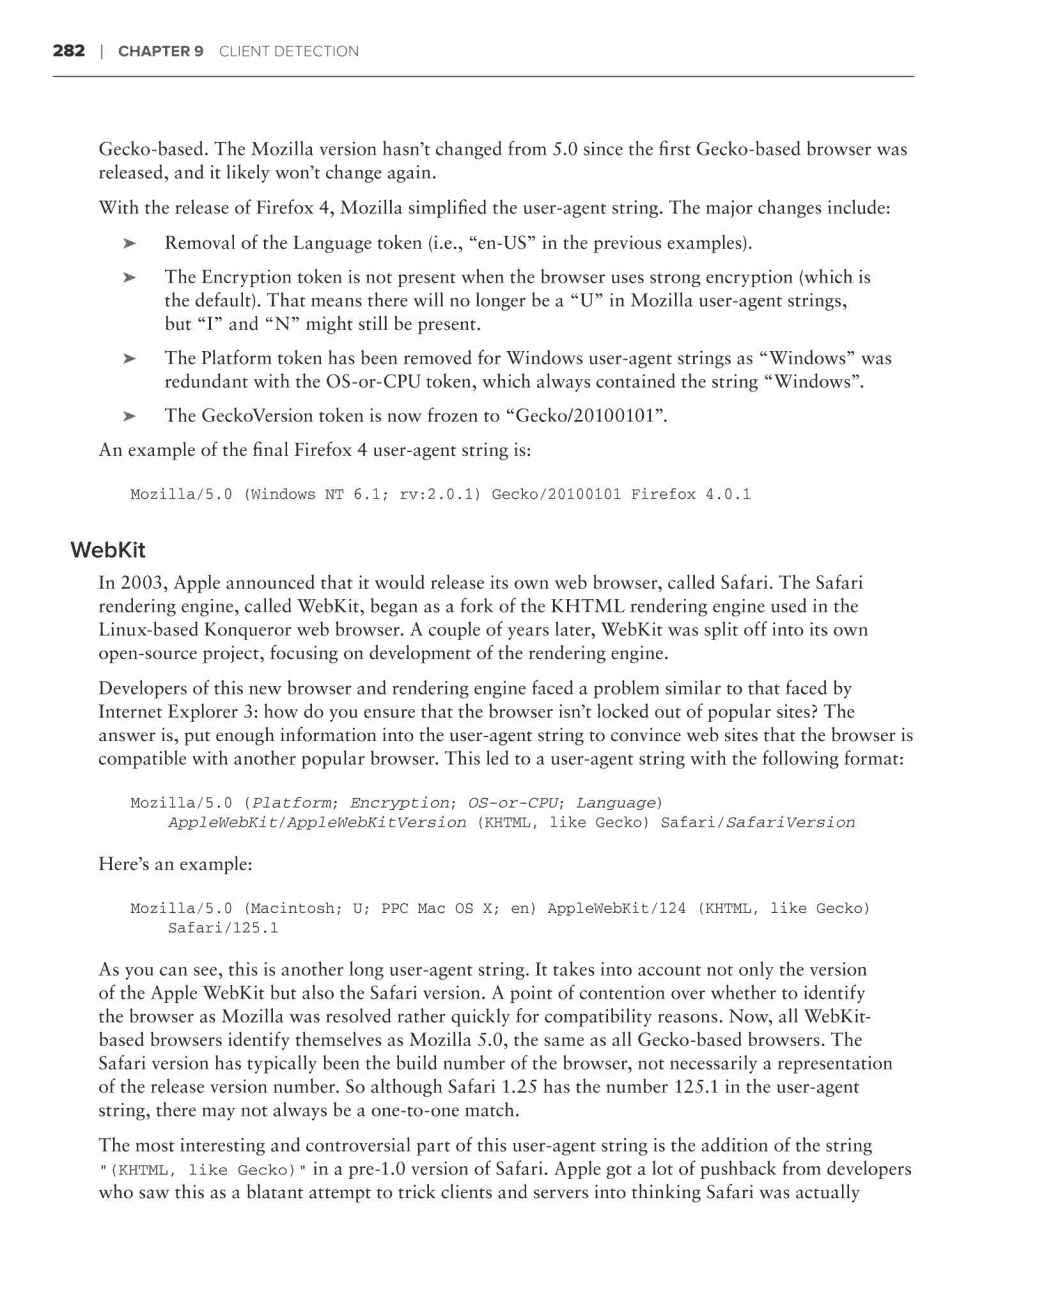 282 | CHAPTER 9 CLIENT DETECTION
Gecko-based. The Mozilla version hasn’t changed from 5.0 since the first Gecko-based browser was
released, and it likely won’t change again.
With the release of Firefox 4, Mozilla simplified the user-agent string. The major changes include:
➤ Removal of the Language token (i.e., “en-US” in the previous examples).
➤ The Encryption token is not present when the browser uses strong encryption (which is
the default). That means there will no longer be a “U” in Mozilla user-agent strings,
but “I” and “N” might still be present.
➤ The Platform token has been removed for Windows user-agent strings as “Windows” was
redundant with the OS-or-CPU token, which always contained the string “Windows”.
➤ The GeckoVersion token is now frozen to “Gecko/20100101”.
An example of the final Firefox 4 user-agent string is:
Mozilla/5.0 (Windows NT 6.1; rv:2.0.1) Gecko/20100101 Firefox 4.0.1
WebKit
In 2003, Apple announced that it would release its own web browser, called Safari. The Safari
rendering engine, called WebKit, began as a fork of the KHTML rendering engine used in the
Linux-based Konqueror web browser. A couple of years later, WebKit was split off into its own
open-source project, focusing on development of the rendering engine.
Developers of this new browser and rendering engine faced a problem similar to that faced by
Internet Explorer 3: how do you ensure that the browser isn’t locked out of popular sites? The
answer is, put enough information into the user-agent string to convince web sites that the browser is
compatible with another popular browser. This led to a user-agent string with the following format:
Mozilla/5.0 (Platform; Encryption; OS-or-CPU; Language)
AppleWebKit/AppleWebKitVersion (KHTML, like Gecko) Safari/SafariVersion
Here’s an example:
Mozilla/5.0 (Macintosh; U; PPC Mac OS X; en) AppleWebKit/124 (KHTML, like Gecko)
Safari/125.1
As you can see, this is another long user-agent string. It takes into account not only the version
of the Apple WebKit but also the Safari version. A point of contention over whether to identify
the browser as Mozilla was resolved rather quickly for compatibility reasons. Now, all WebKit-
based browsers identify themselves as Mozilla 5.0, the same as all Gecko-based browsers. The
Safari version has typically been the build number of the browser, not necessarily a representation
of the release version number. So although Safari 1.25 has the number 125.1 in the user-agent
string, there may not always be a one-to-one match.
The most interesting and controversial part of this user-agent string is the addition of the string
"(KHTML, like Gecko)" in a pre-1.0 version of Safari. Apple got a lot of pushback from developers
who saw this as a blatant attempt to trick clients and servers into thinking Safari was actually